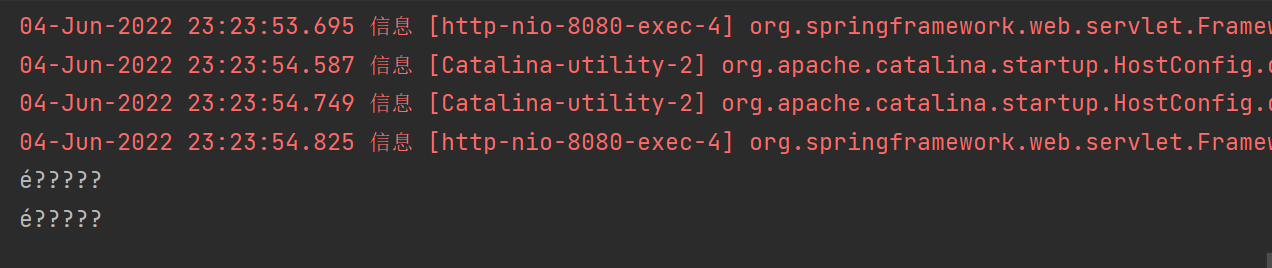 04-Jun-2022 23:23:53.695 信息 [http-nio-8080-exec-4] org.springframework.web.servlet.Framew
04-Jun-2022 23:23:54.587 信息 [Catalina-utility-2] org.apache.catalina.startup.HostConfig.d
04-Jun-2022 23:23:54.749 信息 [Catalina-utility-2] org.apache.catalina.startup.HostConfig.d
04-Jun-2022 23:23:54.825 信息 [http-nio-8080-exec-4] org.springframework.web.servlet.Framew
é?????
é?????